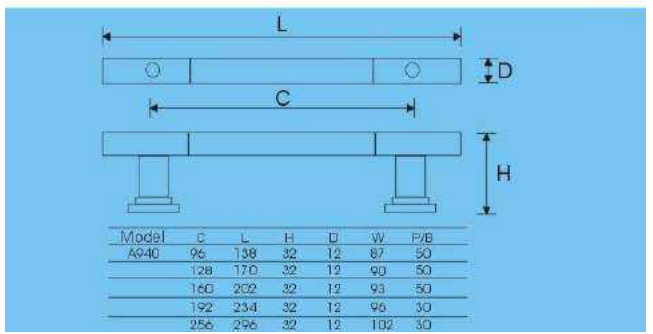 L
D
C
H
Model C L H D W P/B
A940 96 138 32 12 87 50
128 170 32 12 90 50
160 202 32 12 93 50
192 234 32 12 96 30
256 296 32 12 102 30